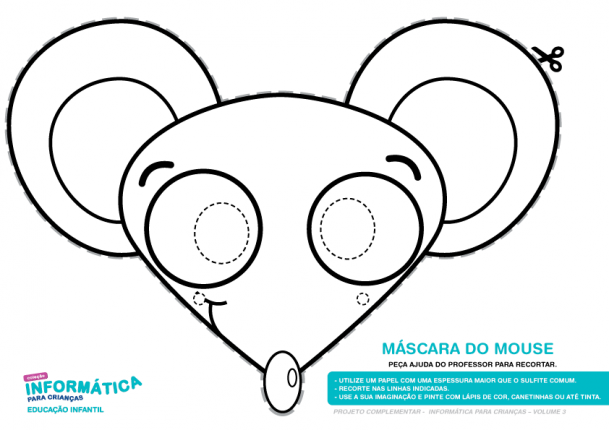 MÁSCARA DO MOUSE
PEÇA AJUDA DO PROFESSOR PARA RECORTAR.
- UTILIZE UM PAPEL COM UMA ESPESSURA MAIOR QUE O SULFITE COMUM.
- RECORTE NAS LINHAS INDICADAS.
- USE A SUA IMAGINAÇÃO E PINTE COM LÁPIS DE COR, CANETINHAS OU ATÉ TINTA.
PROJETO COMPLEMENTAR - INFORMÁTICA PARA CRIANÇAS – VOLUME 3
coleção
INFORMÁTICA
PARA CRIANÇAS
EDUCAÇÃO INFANTIL